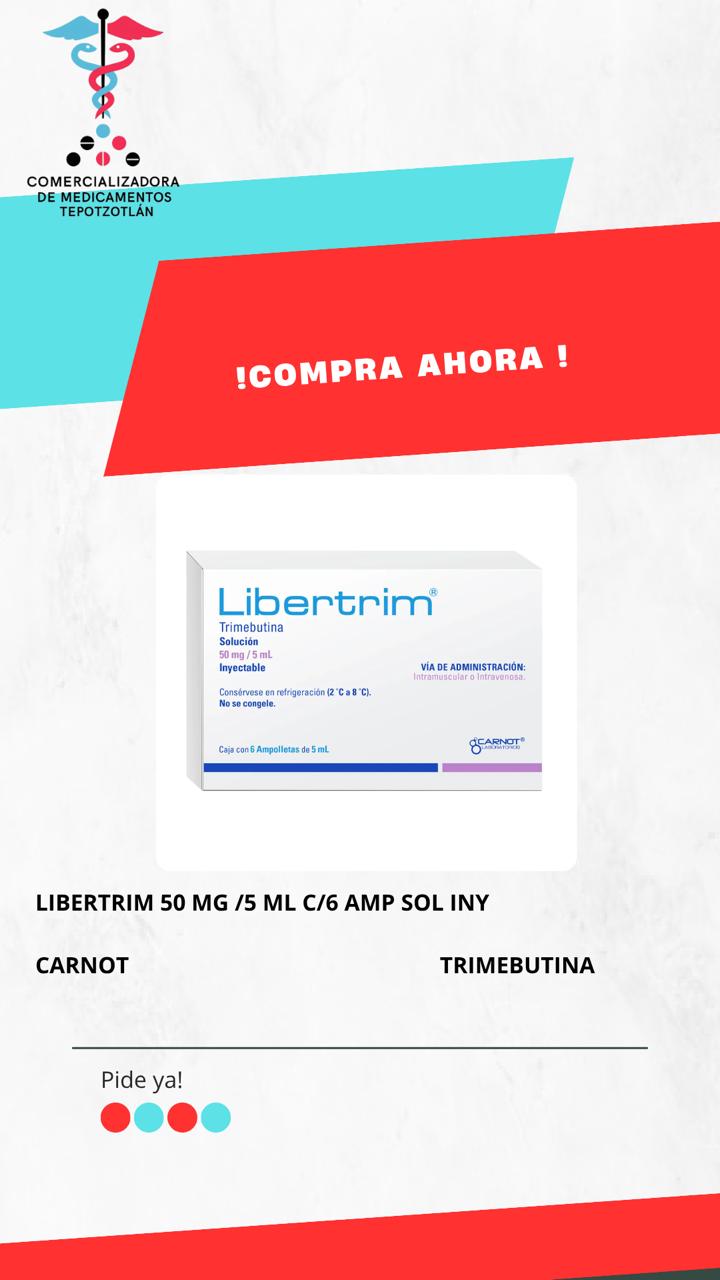 COMERCIALIZADORA
DE MEDICAMENTOS
TEPOTZOTLÁN
!COMPRA AHORA !
Libertrim®
Trimebutina
Solución
50 mg / 5 mL
Inyectable
VÍA DE ADMINISTRACIÓN:
Intramuscular o Intravenosa.
Consérvese en refrigeración (2 °C a 8 °C).
No se congele.
Caja con 6 Ampolletas de 5 mL
CARNOT®
LABORATORIOS
LIBERTRIM 50 MG /5 ML C/6 AMP SOL INY
CARNOT TRIMEBUTINA
Pide ya!